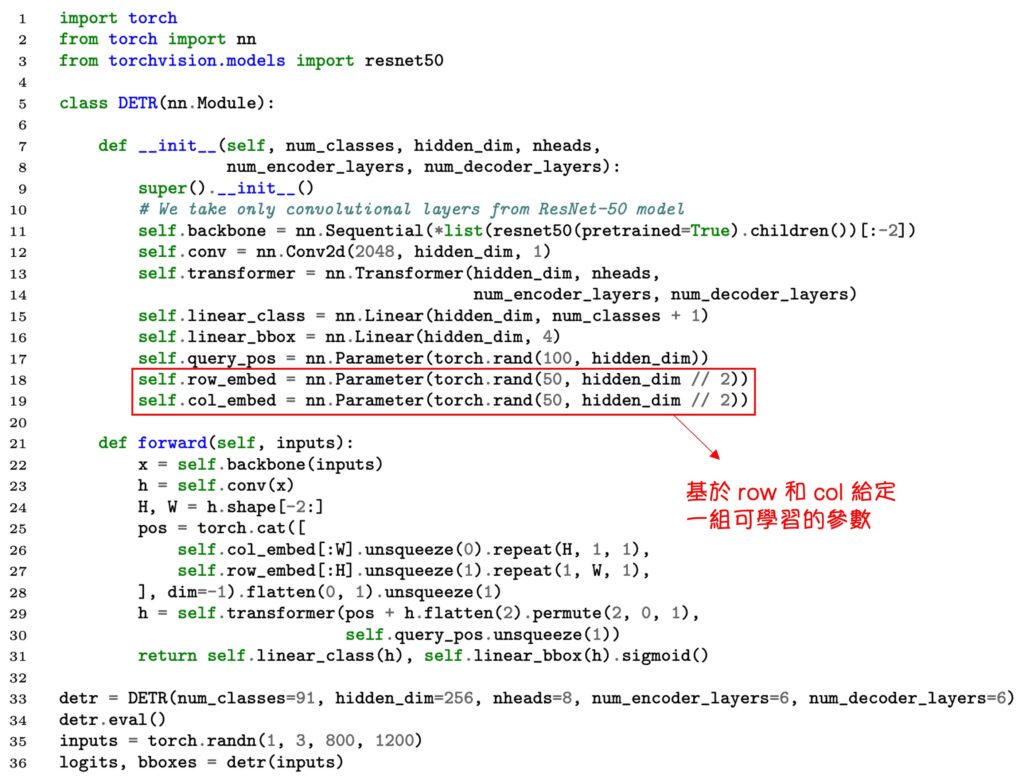 1 import torch
2 from torch import nn
3 from torchvision.models import resnet50
4
5 class DETR(nn.Module):
6
7     def __init__(self, num_classes, hidden_dim, nheads,
8                  num_encoder_layers, num_decoder_layers):
9         super().__init__()
10         # We take only convolutional layers from ResNet-50 model
11         self.backbone = nn.Sequential(*list(resnet50(pretrained=True).children())[:-2])
12         self.conv = nn.Conv2d(2048, hidden_dim, 1)
13         self.transformer = nn.Transformer(hidden_dim, nheads,
14                                           num_encoder_layers, num_decoder_layers)
15         self.linear_class = nn.Linear(hidden_dim, num_classes + 1)
16         self.linear_bbox = nn.Linear(hidden_dim, 4)
17         self.query_pos = nn.Parameter(torch.rand(100, hidden_dim))
18         self.row_embed = nn.Parameter(torch.rand(50, hidden_dim // 2))
19         self.col_embed = nn.Parameter(torch.rand(50, hidden_dim // 2))
20
21     def forward(self, inputs):
22         x = self.backbone(inputs)
23         h = self.conv(x)
24         H, W = h.shape[-2:]
25         pos = torch.cat([
26             self.col_embed[:W].unsqueeze(0).repeat(H, 1, 1),
27             self.row_embed[:H].unsqueeze(1).repeat(1, W, 1),
28         ], dim=-1).flatten(0, 1).unsqueeze(1)
29         h = self.transformer(pos + h.flatten(2).permute(2, 0, 1),
30                              self.query_pos.unsqueeze(1))
31         return self.linear_class(h), self.linear_bbox(h).sigmoid()
32
33 detr = DETR(num_classes=91, hidden_dim=256, nheads=8, num_encoder_layers=6, num_decoder_layers=6)
34 detr.eval()
35 inputs = torch.randn(1, 3, 800, 1200)
36 logits, bboxes = detr(inputs)
基於 row 和 col 給定
一組可學習的參數